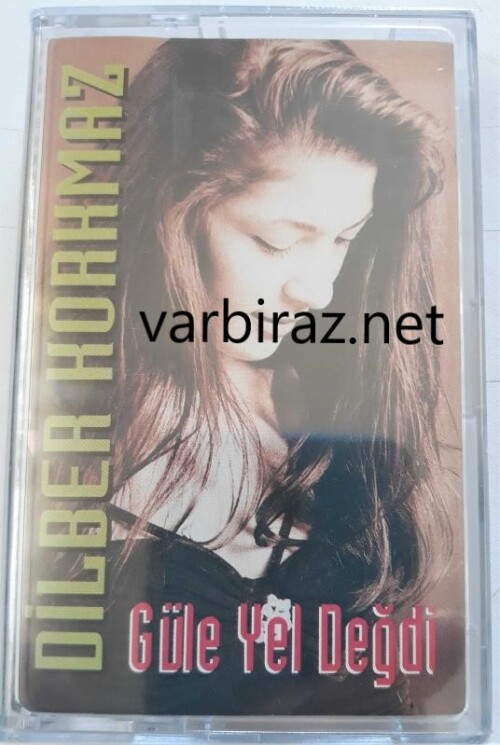 DİLBER KORKMAZ
varbiraz.net
Güle Yel Değdi